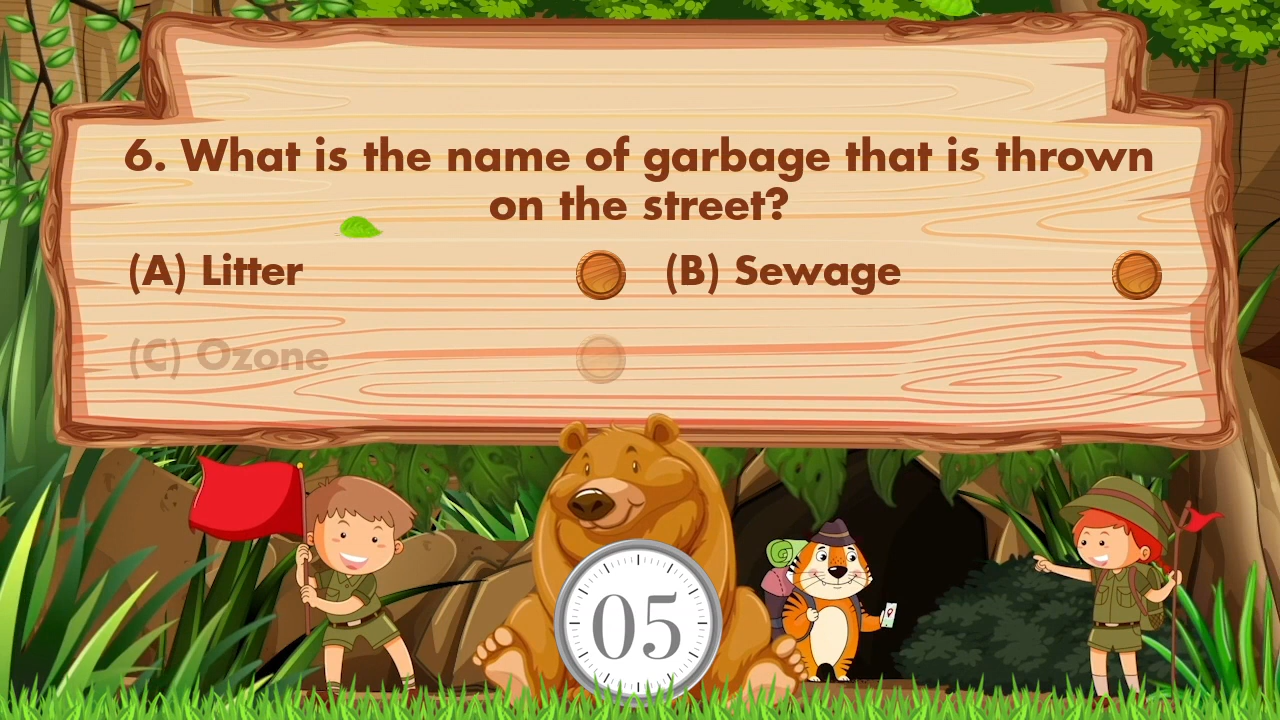 6. What is the name of garbage that is thrown
on the street?
(A) Litter (B) Sewage
(C) Ozone
05